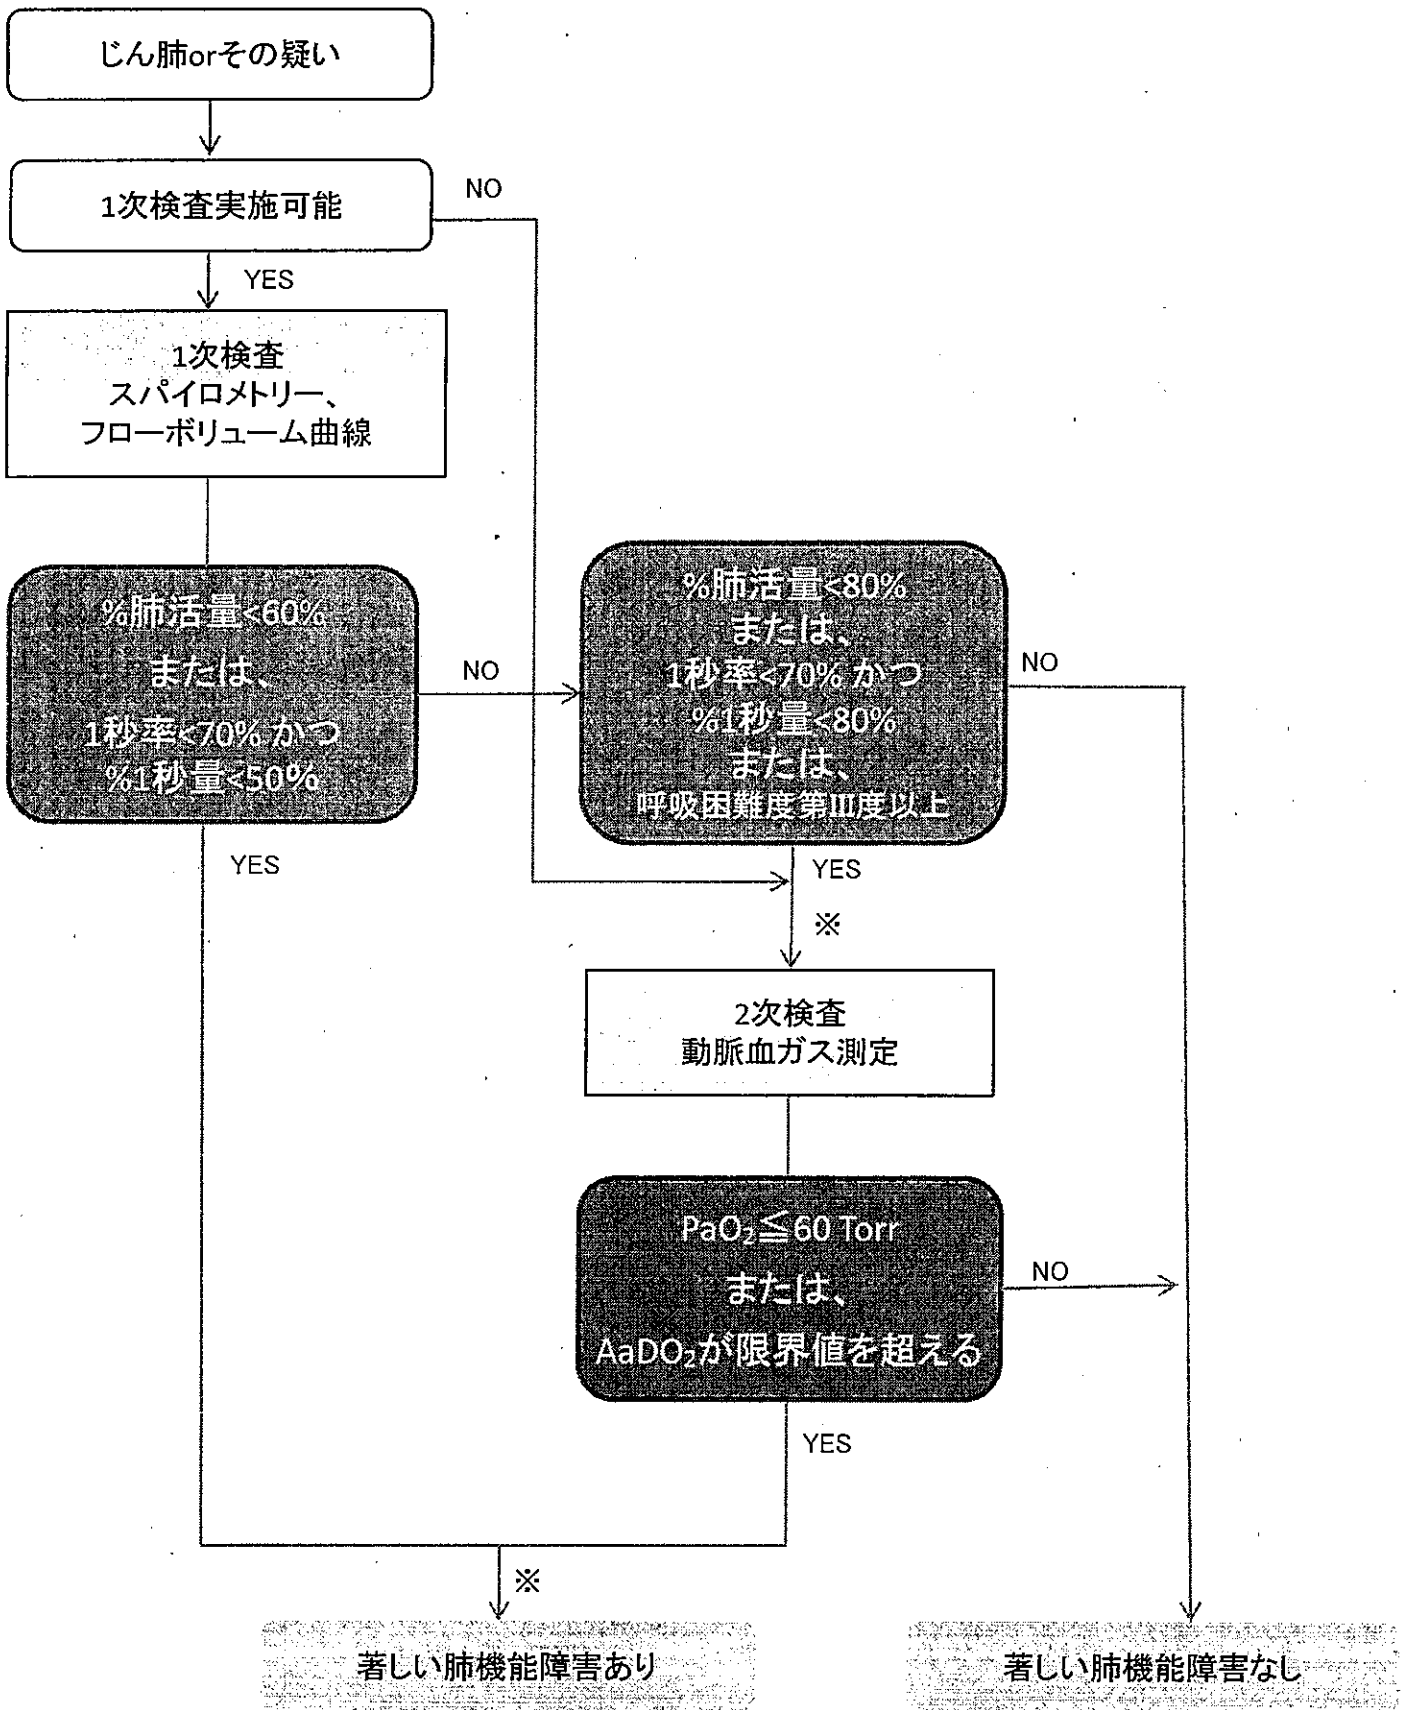 じん肺orその疑い
1次検査実施可能
NO
YES
1次検査
スパイロメトリー、
フローボリューム曲線
%肺活量<60%
または、
1秒率<70% かつ
%1秒量<50%
NO
YES
%肺活量<80%
または、
1秒率<70% かつ
%1秒量<80%
または、
呼吸困難度第III度以上
NO
YES
※
2次検査
動脈血ガス測定
PaO₂≦60 Torr
または、
AaDO₂が限界値を超える
NO
YES
※
著しい肺機能障害あり
著しい肺機能障害なし